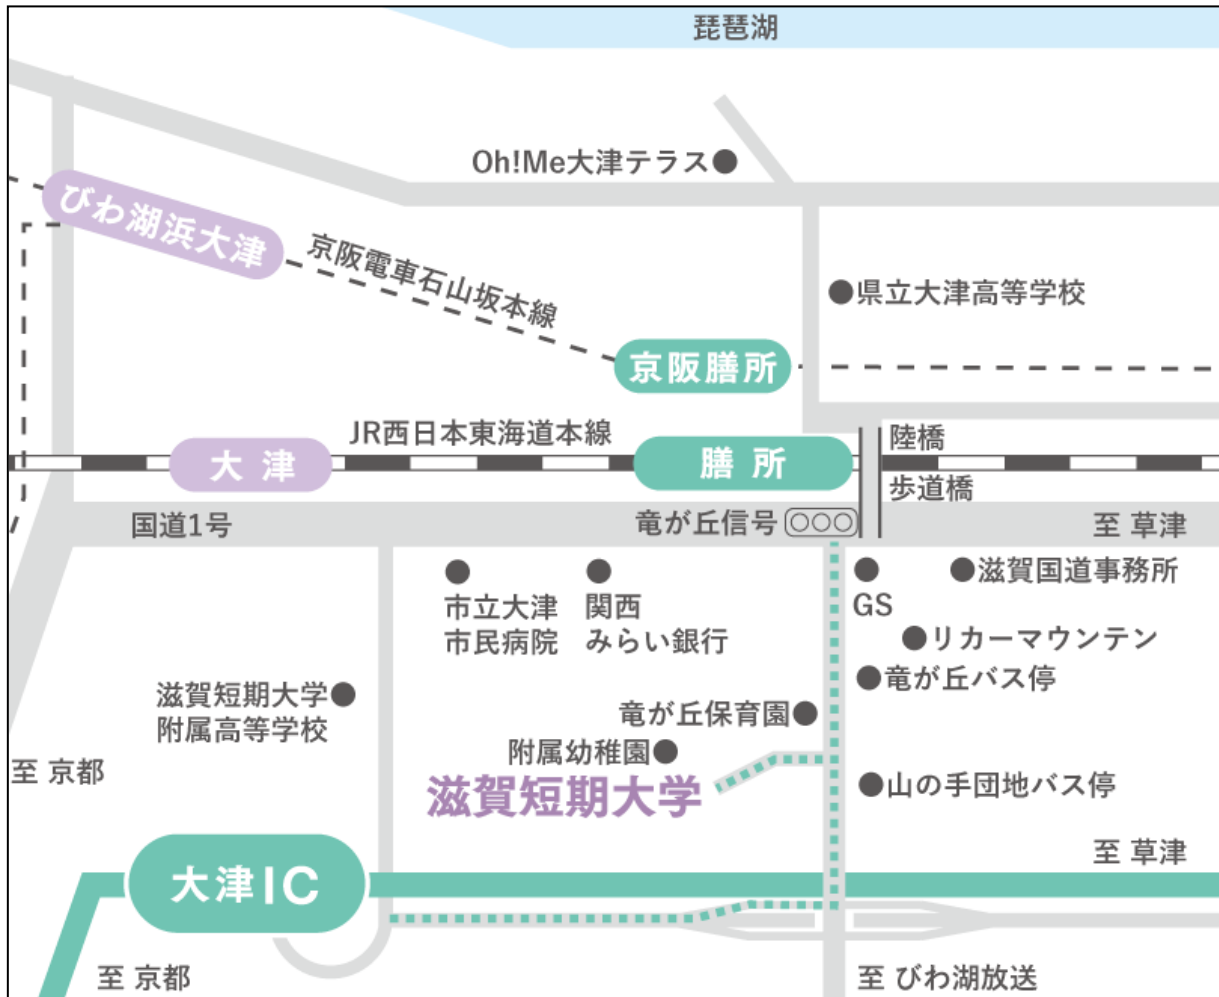 琵琶湖
Oh!Me大津テラス
びわ湖浜大津
京阪電車石山坂本線
県立大津高等学校
京阪膳所
JR西日本東海道本線
陸橋
大津
膳所
歩道橋
国道1号
竜が丘信号
至 草津
滋賀国道事務所
市立大津
市民病院
関西
みらい銀行
GS
リカーマウンテン
竜が丘バス停
滋賀短期大学
附属高等学校
竜が丘保育園
附属幼稚園
至 京都
滋賀短期大学
山の手団地バス停
至 草津
大津IC
至 京都
至 びわ湖放送